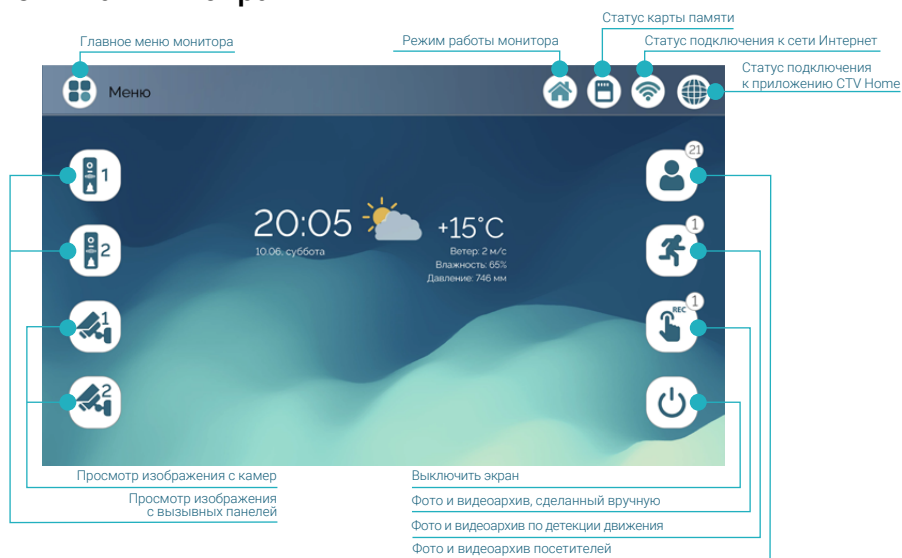 Статус карты памяти
Главное меню монитора
Режим работы монитора
Статус подключения к сети Интернет
Статус подключения
к приложению CTV Home
Меню
1
21
20:05
+15°C
10.06, суббота
Ветер: 2 м/с
Влажность: 65%
Давление: 746 мм
2
1
1
REC
1
2
Просмотр изображения с камер
Выключить экран
Просмотр изображения
с вызывных панелей
Фото и видеоархив, сделанный вручную
Фото и видеоархив по детекции движения
Фото и видеоархив посетителей